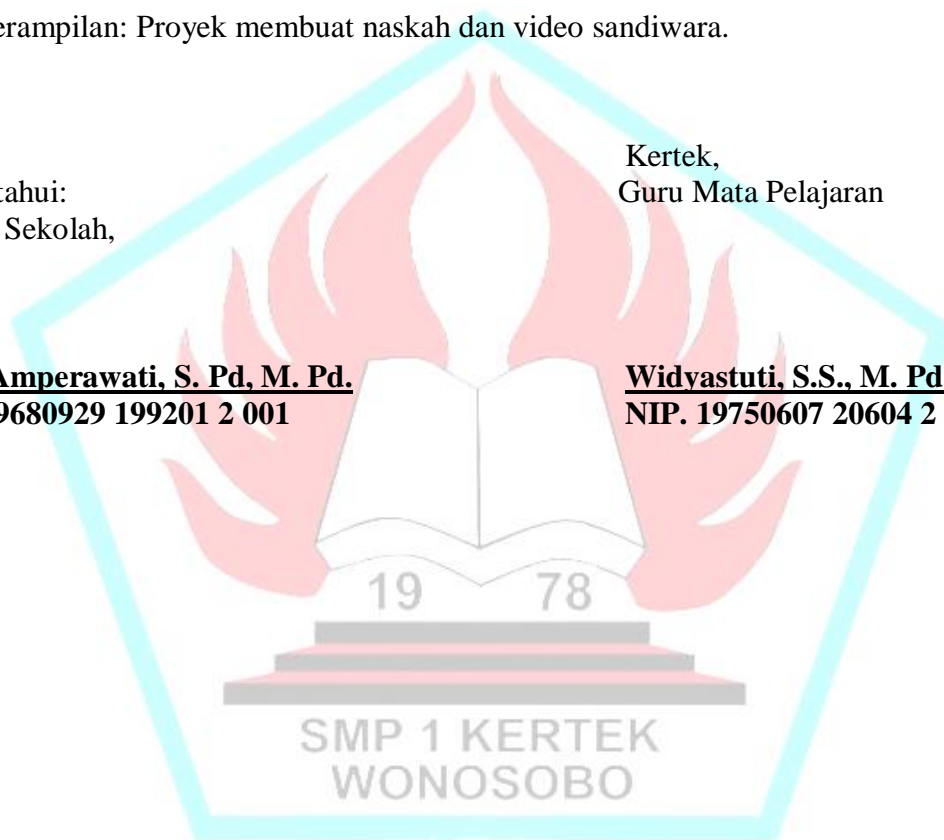 erampilan: Proyek membuat naskah dan video sandiwara.
Kertek,
tahui:
Guru Mata Pelajaran
Sekolah,
Amperawati, S. Pd, M. Pd.
Widyastuti, S.S., M. Pd
9680929 199201 2 001
NIP. 19750607 20604 2
19 78
SMP 1 KERTEK
WONOSOBO